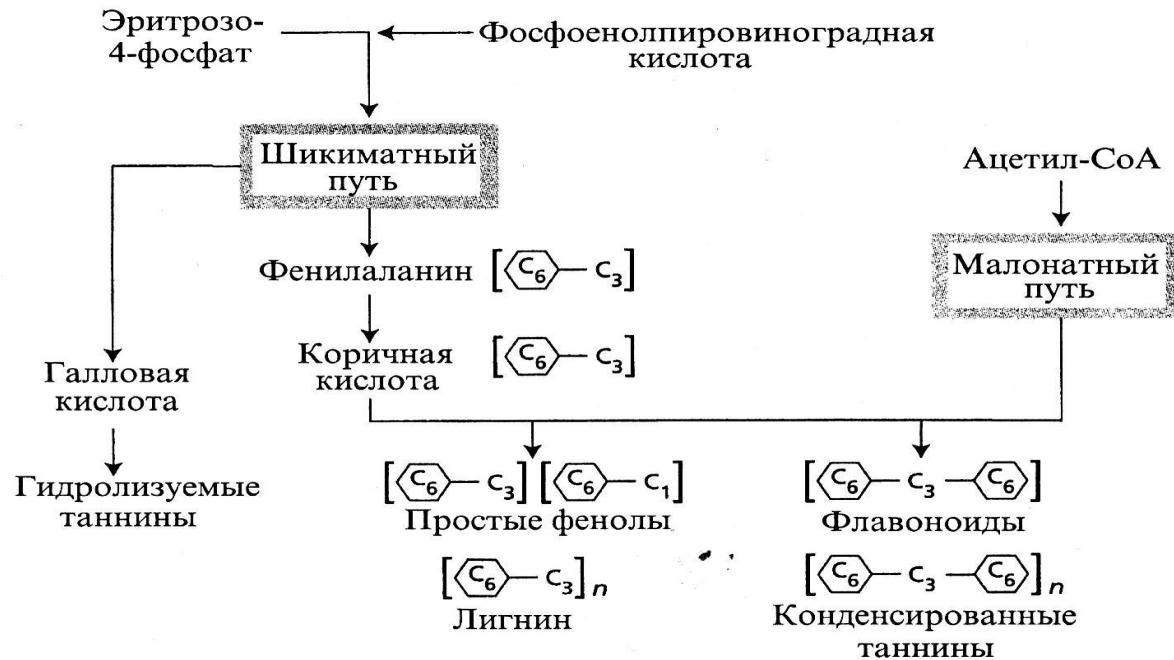 Эритрозо-
4-фосфат
Фосфоенолпировиноградная
кислота
Шикиматный
путь
Ацетил-СоА
Малонатный
путь
Фенилаланин [C6 — C3]
Коричная
кислота
[C6 — C3]
Галловая
кислота
Гидролизуемые
таннины
[C6 — C3] [C6 — C1]
Простые фенолы
[C6 — C3]n
Лигнин
[C6 — C3 — C6]
Флавоноиды
[C6 — C3 — C6]n
Конденсированные
таннины